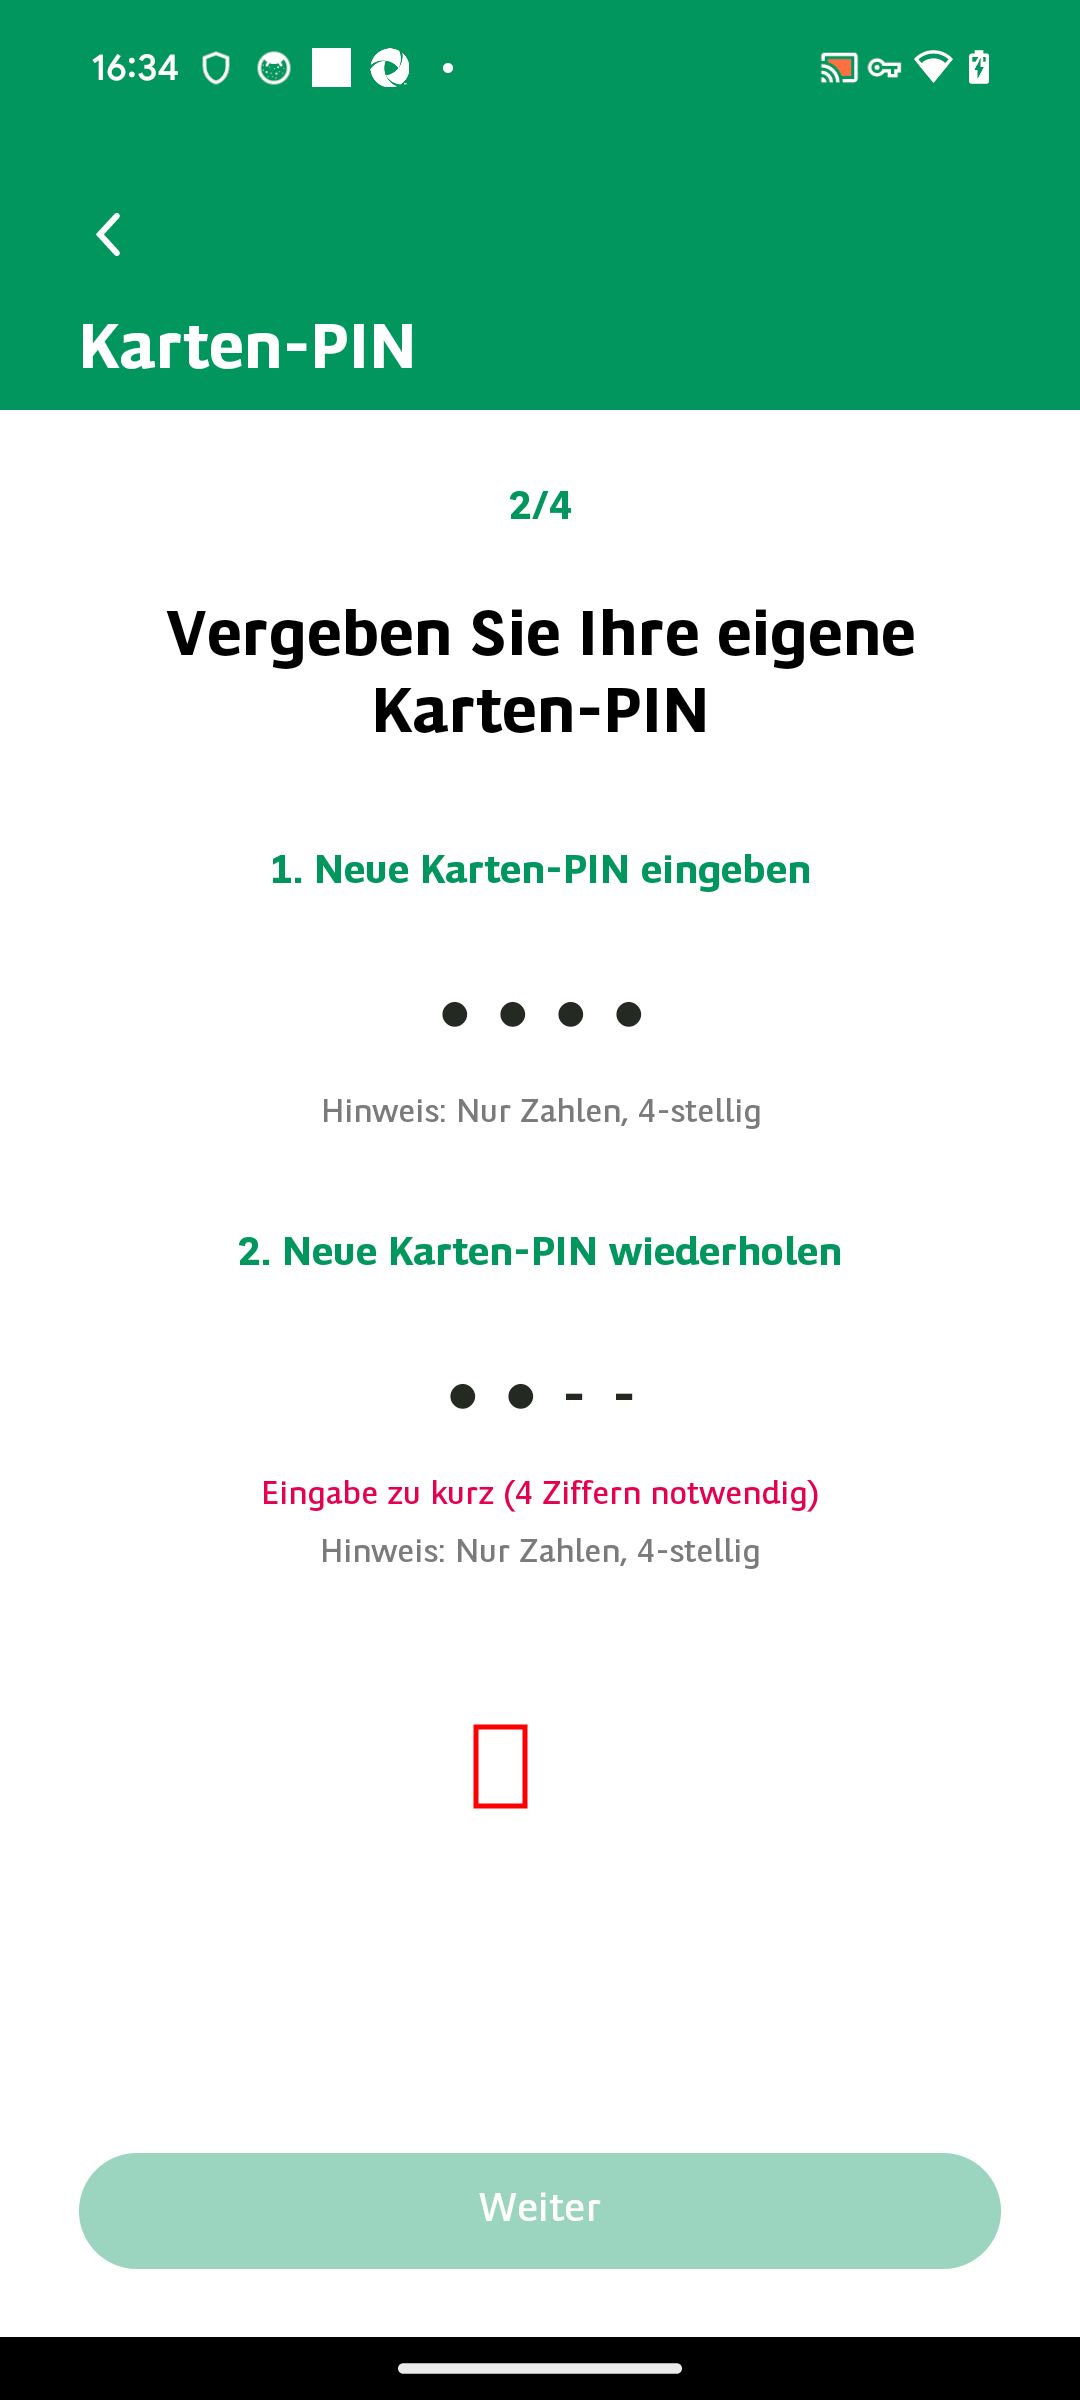 16:34
Karten-PIN
2/4
Vergeben Sie Ihre eigene
Karten-PIN
1. Neue Karten-PIN eingeben
● ● ● ●
Hinweis: Nur Zahlen, 4-stellig
2. Neue Karten-PIN wiederholen
● ● - -
Eingabe zu kurz (4 Ziffern notwendig)
Hinweis: Nur Zahlen, 4-stellig
Weiter